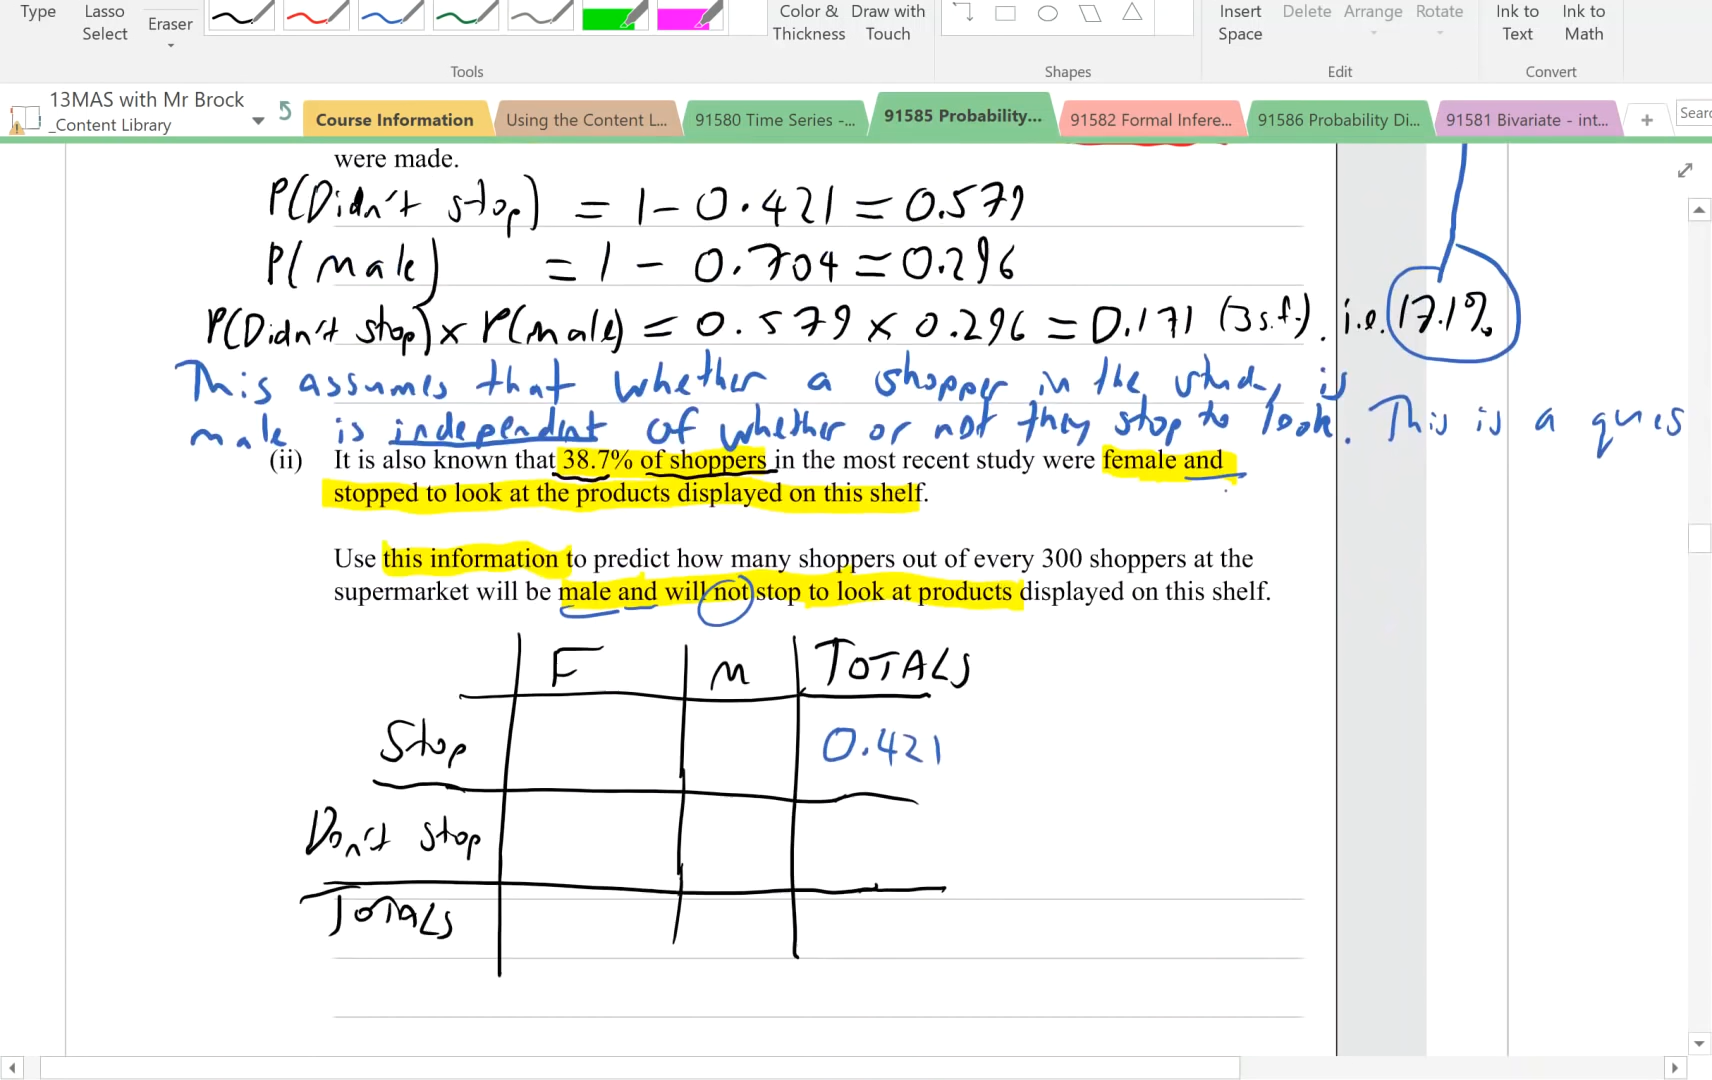 Type Lasso Select Eraser Color & Thickness Draw with Touch Insert Space Delete Arrange Rotate Ink to Text Ink to Math
Tools Shapes Edit Convert
13MAS with Mr Brock
_Content Library
Course Information Using the Content L... 91580 Time Series -... 91585 Probability... 91582 Formal Infere... 91586 Probability Di... 91581 Bivariate - int... + Sear
were made.
P(Didn't stop) = 1 - 0.421 = 0.579
P(male) = 1 - 0.704 = 0.296
P(Didn't stop) x P(male) = 0.579 x 0.296 = 0.171 (3 s.f.). i.e. 17.1%
This assumes that whether a shopper in the study is
male is independent of whether or not they stop to look. This is a ques
(ii) It is also known that 38.7% of shoppers in the most recent study were female and
stopped to look at the products displayed on this shelf.
Use this information to predict how many shoppers out of every 300 shoppers at the
supermarket will be male and will not stop to look at products displayed on this shelf.
F M TOTALS
Stop 0.421
Don't stop
TOTALS